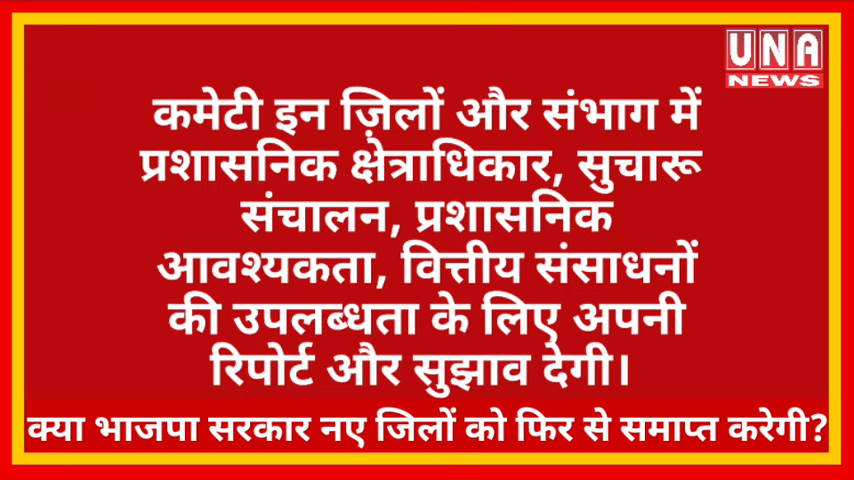 UNA
NEWS
कमेटी इन ज़िलों और संभाग में
प्रशासनिक क्षेत्राधिकार, सुचारू
संचालन, प्रशासनिक
आवश्यकता, वित्तीय संसाधनों
की उपलब्धता के लिए अपनी
रिपोर्ट और सुझाव देगी।
क्या भाजपा सरकार नए जिलों को फिर से समाप्त करेगी?